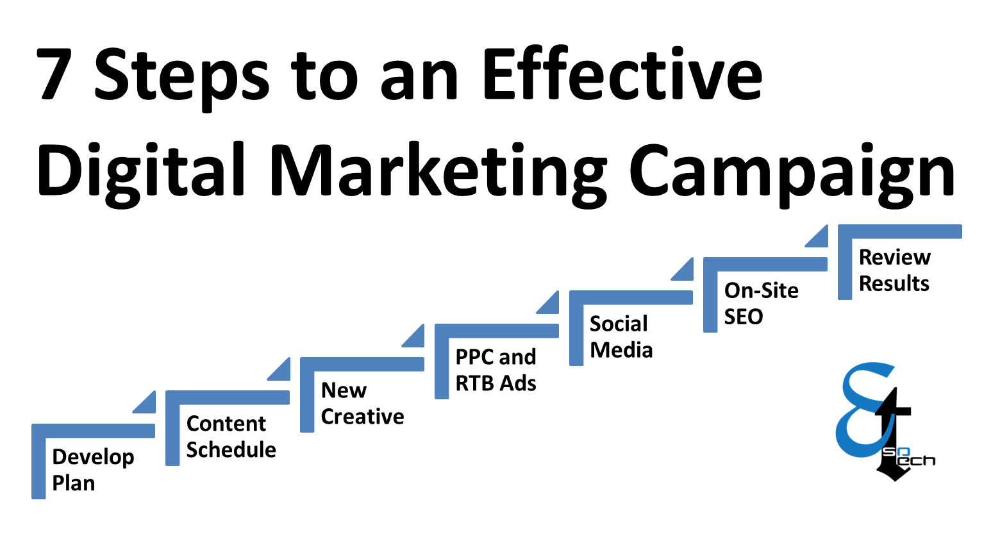 7 Steps to an Effective
Digital Marketing Campaign
Develop
Plan
Content
Schedule
New
Creative
PPC and
RTB Ads
Social
Media
On-Site
SEO
Review
Results